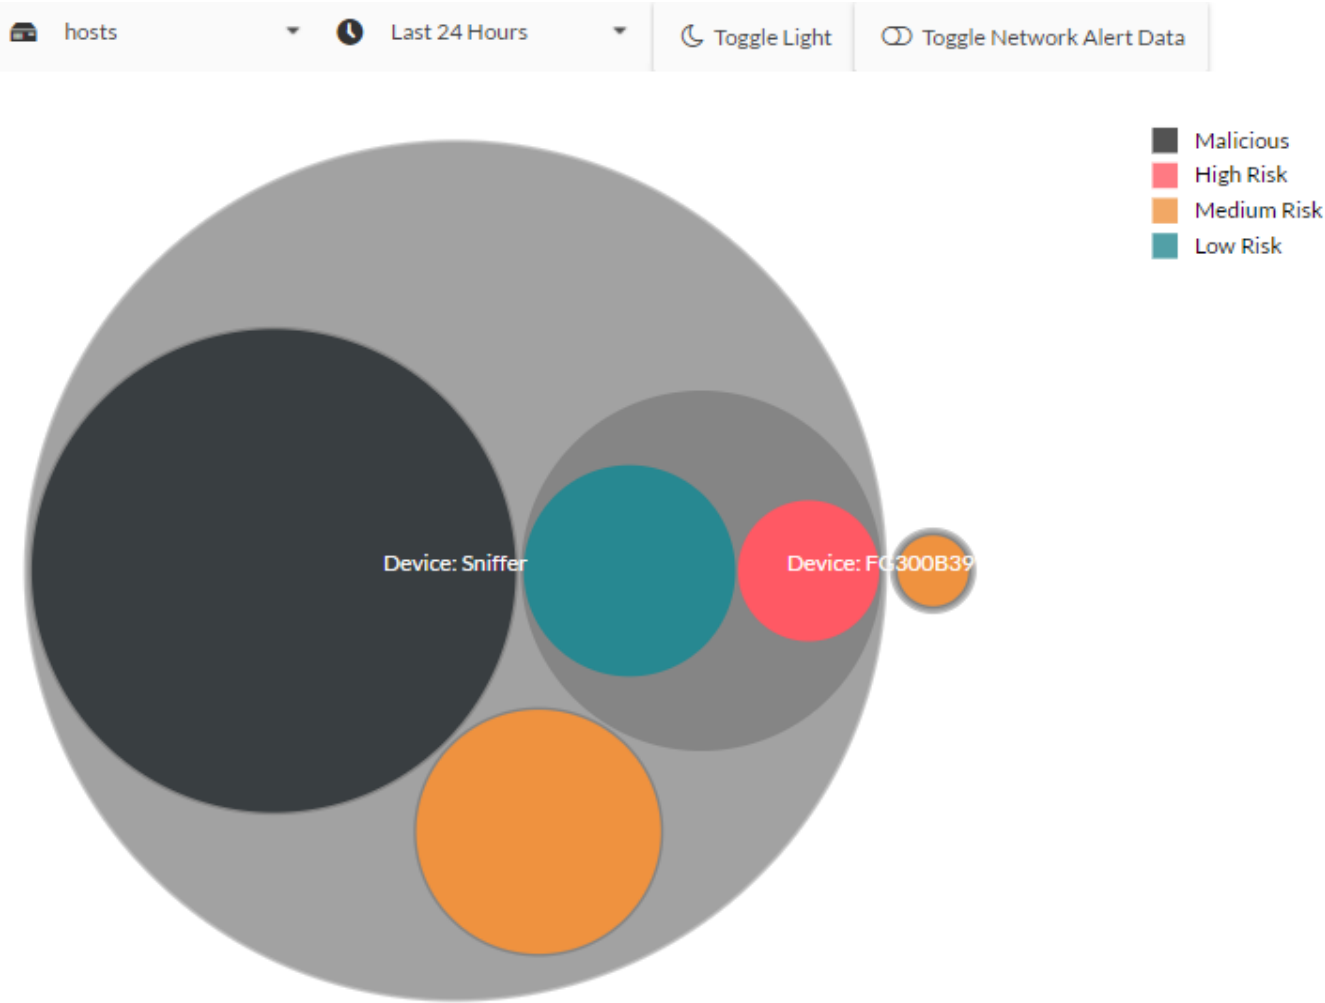 hosts
Last 24 Hours
Toggle Light
Toggle Network Alert Data
Malicious
High Risk
Medium Risk
Low Risk
Device: Sniffer
Device: FG300B39